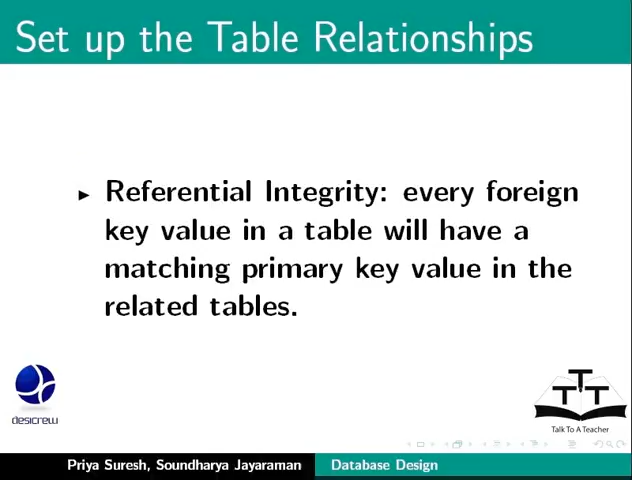 Set up the Table Relationships
▶ Referential Integrity: every foreign
key value in a table will have a
matching primary key value in the
related tables.
desicrew
TTT
Talk To A Teacher
Priya Suresh, Soundharya Jayaraman Database Design